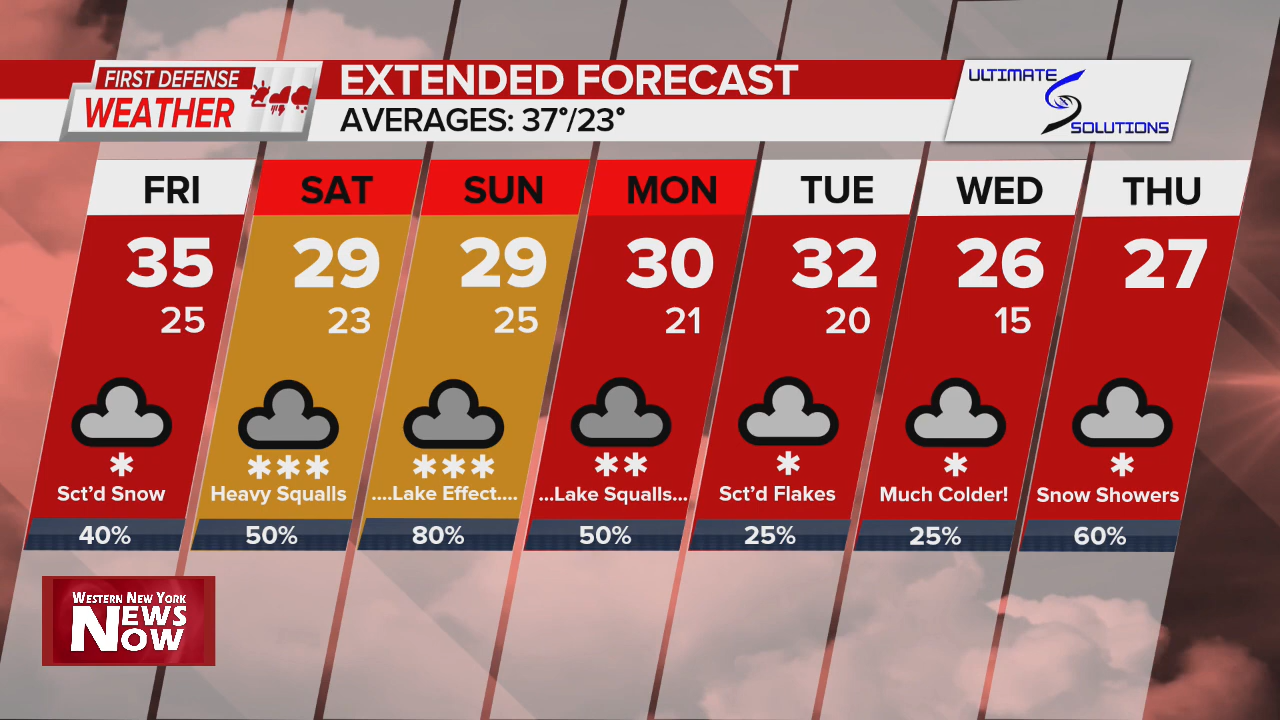 FIRST DEFENSE
WEATHER
EXTENDED FORECAST
AVERAGES: 37°/23°
ULTIMATE
SOLUTIONS
FRI
SAT
SUN
MON
TUE
WED
THU
35
29
29
30
32
26
27
25
23
25
21
20
15
Sct'd Snow
Heavy Squalls
....Lake Effect....
...Lake Squalls...
Sct'd Flakes
Much Colder!
Snow Showers
40%
50%
80%
50%
25%
25%
60%
WESTERN NEW YORK
NEWS
NOW